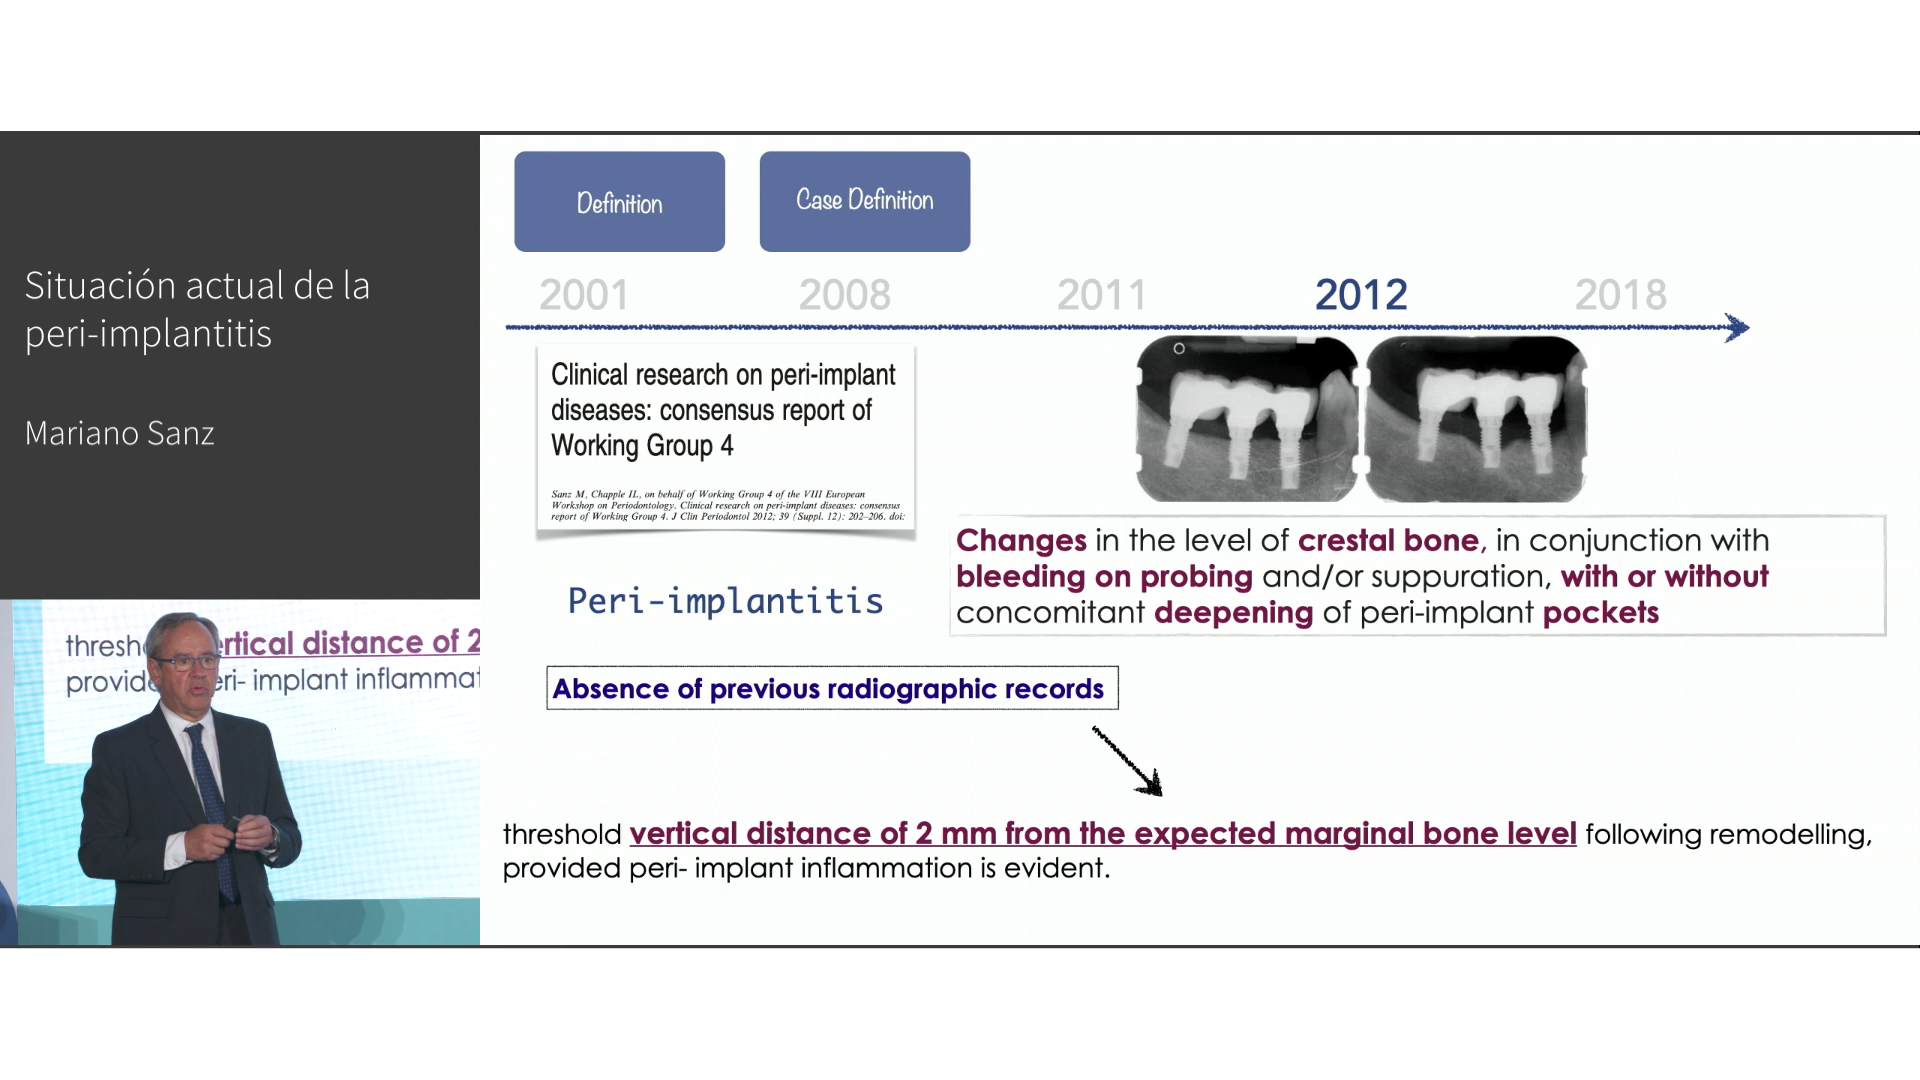 Situación actual de la
peri-implantitis
Mariano Sanz
Definition
Case Definition
2001 2008 2011 2012 2018
Clinical research on peri-implant
diseases: consensus report of
Working Group 4
Sanz M, Chapple IL, on behalf of Working Group 4 of the VIII European
Workshop on Periodontology. Clinical research on peri-implant diseases: consensus
report of Working Group 4. J Clin Periodontol 2012; 39 (Suppl. 12): 202–206. doi:
Changes in the level of crestal bone, in conjunction with
bleeding on probing and/or suppuration, with or without
concomitant deepening of peri-implant pockets
Peri-implantitis
Absence of previous radiographic records
threshold vertical distance of 2 mm from the expected marginal bone level following remodelling,
provided peri- implant inflammation is evident.
thresh rtical distance of 2
provide eri- implant inflammat